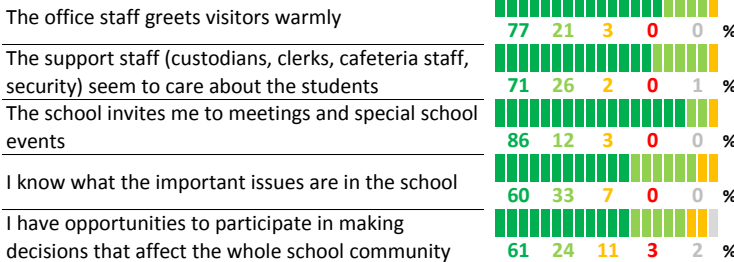 The office staff greets visitors warmly
77 21 3 0 0 %
The support staff (custodians, clerks, cafeteria staff,
security) seem to care about the students
71 26 2 0 1 %
The school invites me to meetings and special school
events
86 12 3 0 0 %
I know what the important issues are in the school
60 33 7 0 0 %
I have opportunities to participate in making
decisions that affect the whole school community
61 24 11 3 2 %